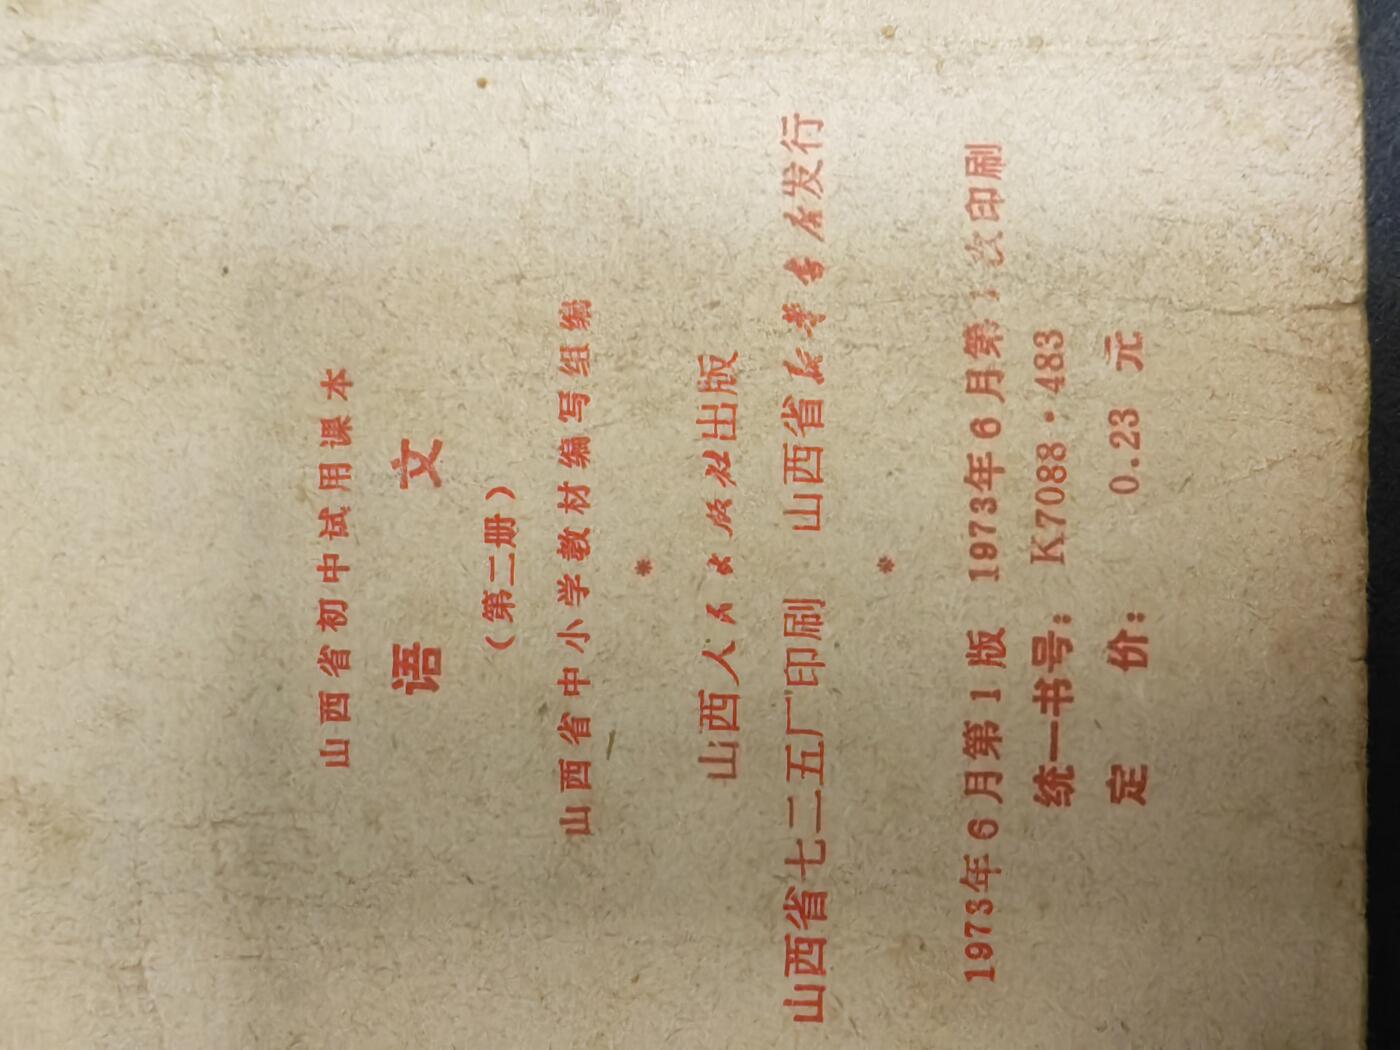 山西省初中试用课本
语文
（第二册）
山西省中小学教材编写组编
*
山西人民出版社出版
山西省七二五厂印刷 山西省新华书店发行
*
1973年6月第1版 1973年6月第1次印刷
统一书号：K7088·483
定价：0.23元